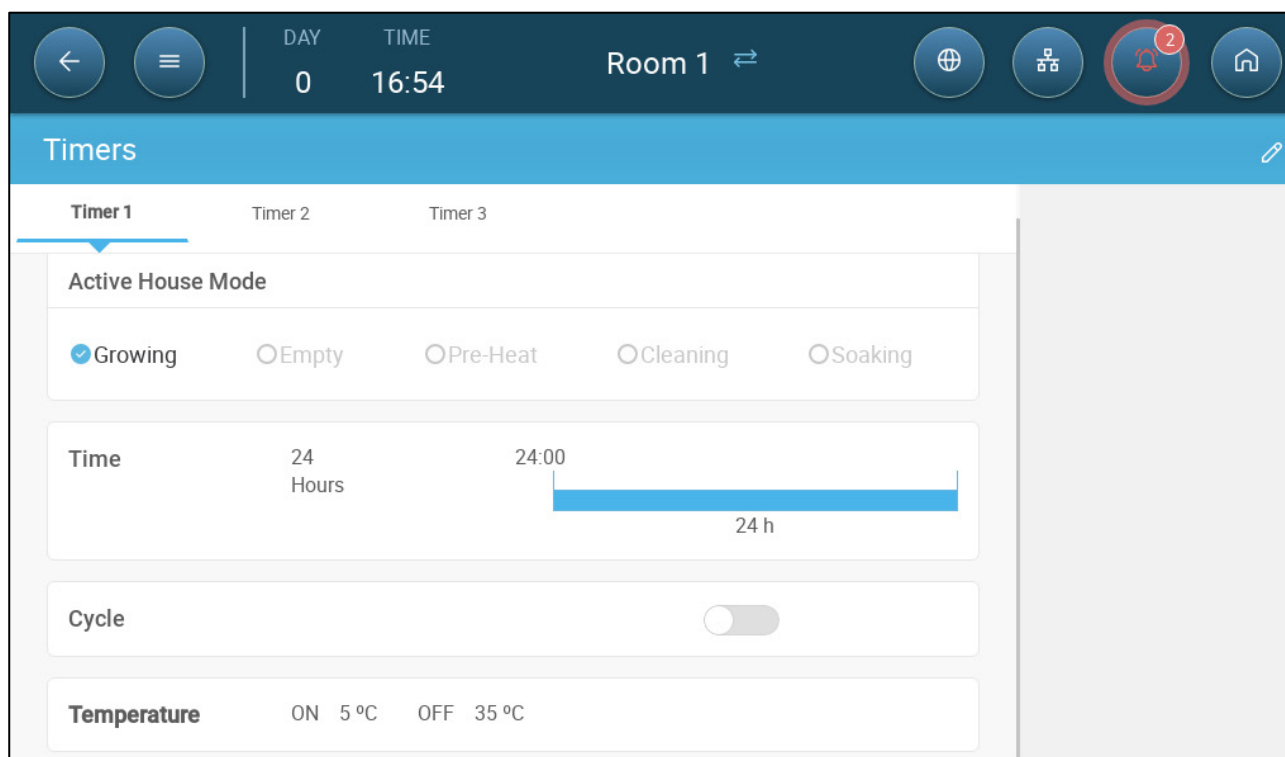 DAY TIME
0 16:54
Room 1
2
Timers
Timer 1 Timer 2 Timer 3
Active House Mode
Growing Empty Pre-Heat Cleaning Soaking
Time 24 24:00
Hours
24 h
Cycle
Temperature ON 5 ºC OFF 35 ºC